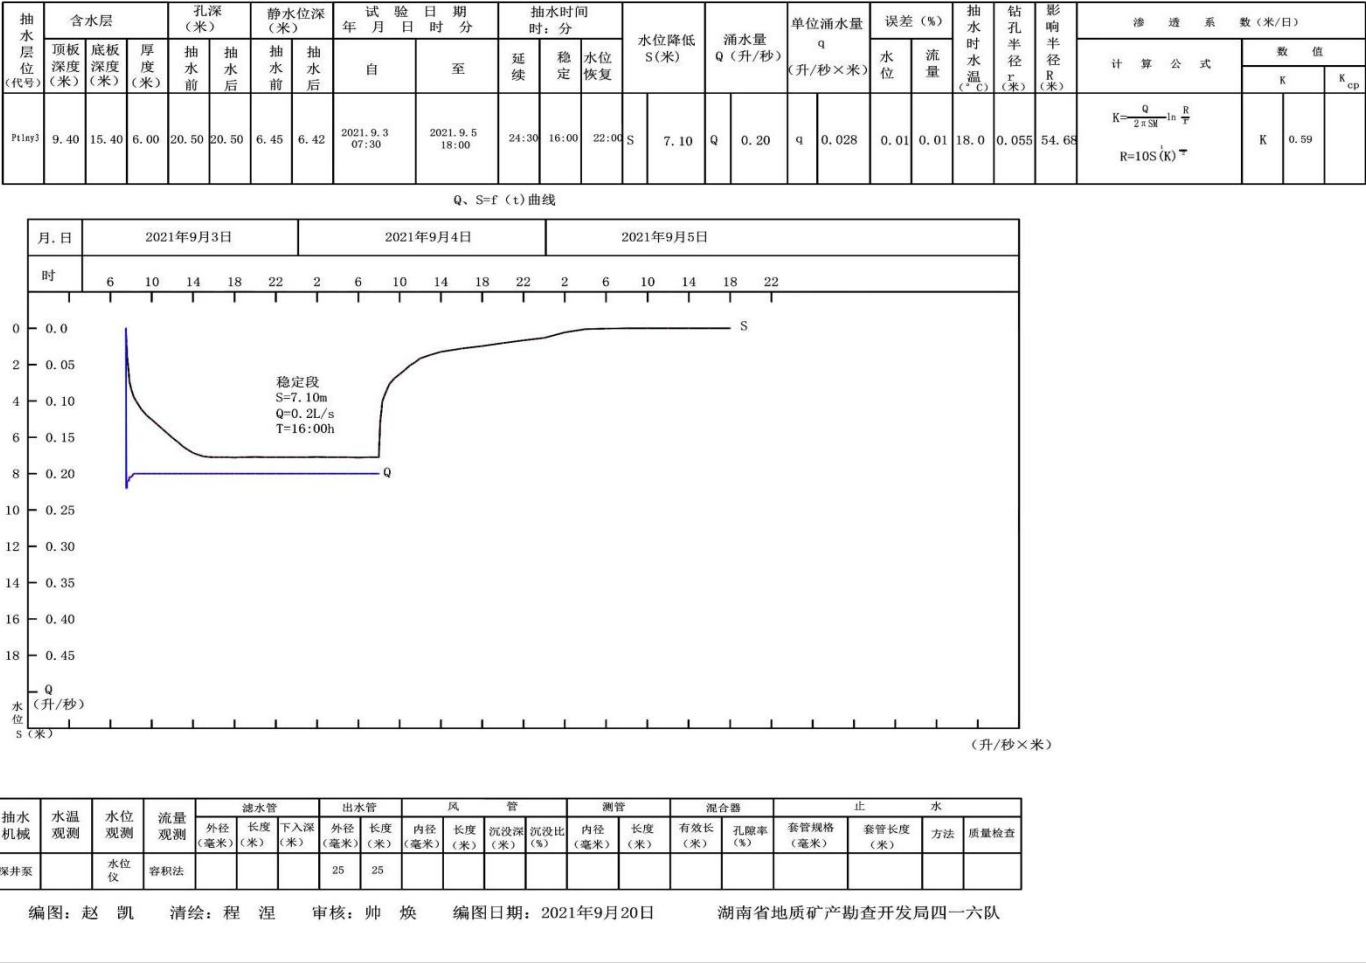 抽水层位(代号) 含水层 孔深(米) 静水位深(米) 试验日期 年 月 日 时 分 抽水时间 时：分 水位降低 S(米) 涌水量 Q（升/秒） 单位涌水量 q (升/秒×米) 误差（%） 抽水时水温(°C) 钻孔半径r(米) 影响半径R(米) 渗 透 系 数（米/日）
顶板深度(米) 底板深度(米) 厚度(米) 抽水前 抽水后 抽水前 抽水后 自 至 延续 稳定 水位恢复 水位 流量 计 算 公 式 数 值
K Kcp
Pt1ny3 9.40 15.40 6.00 20.50 20.50 6.45 6.42 2021.9.3 07:30 2021.9.5 18:00 24:30 16:00 22:00 S 7.10 Q 0.20 q 0.028 0.01 0.01 18.0 0.055 54.68 K=Q/2πSM ln R/r K 0.59
Q、S=f（t)曲线
月.日 2021年9月3日 2021年9月4日 2021年9月5日
时 6 10 14 18 22 2 6 10 14 18 22 2 6 10 14 18 22
0 0.0 S
2 0.05
稳定段
S=7.10m
4 0.10
Q=0.2L/s
T=16:00h
6 0.15
8 0.20 Q
10 0.25
12 0.30
14 0.35
16 0.40
18 0.45
Q
(升/秒)
水位
S(米)
(升/秒×米)
抽水机械 水温观测 水位观测 流量观测 滤水管 出水管 风 管 测管 混合器 止 水
外径(毫米) 长度(米) 下入深(米) 外径(毫米) 长度(米) 内径(毫米) 长度(米) 沉没深(米) 沉没比(%) 内径(毫米) 长度(米) 有效长(米) 孔隙率(%) 套管规格(毫米) 套管长度(米) 方法 质量检查
深井泵 水位仪 容积法 25 25
编图：赵 凯 清绘：程 涅 审核：帅 焕 编图日期：2021年9月20日 湖南省地质矿产勘查开发局四一六队